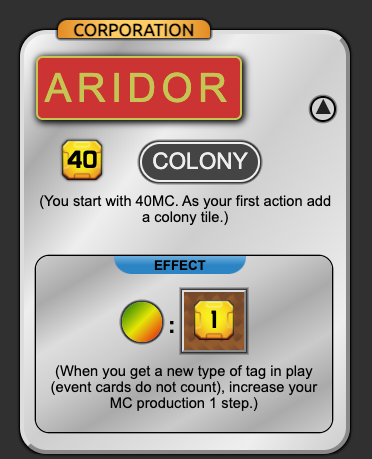 CORPORATION
ARIDOR
40 COLONY
(You start with 40MC. As your first action add
a colony tile.)
EFFECT
: 1
(When you get a new type of tag in play
(event cards do not count), increase your
MC production 1 step.)